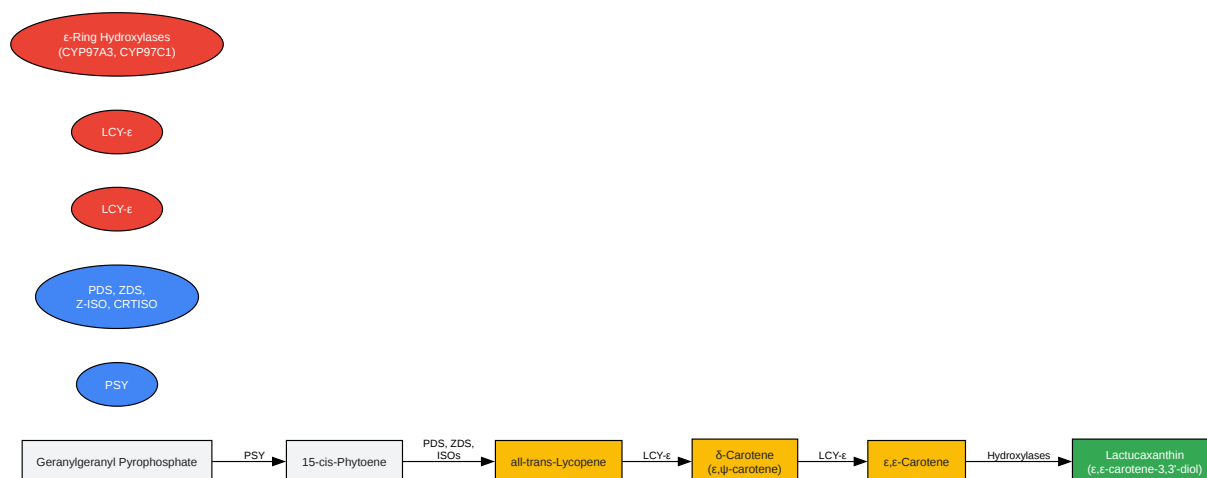 ε-Ring Hydroxylases
(CYP97A3, CYP97C1)
LCY-ε
LCY-ε
PDS, ZDS,
Z-ISO, CRTISO
PSY
Geranylgeranyl Pyrophosphate
PSY
15-cis-Phytoene
PDS, ZDS,
ISOs
all-trans-Lycopene
LCY-ε
δ-Carotene
(ε,ψ-carotene)
LCY-ε
ε,ε-Carotene
Hydroxylases
Lactucaxanthin
(ε,ε-carotene-3,3'-diol)